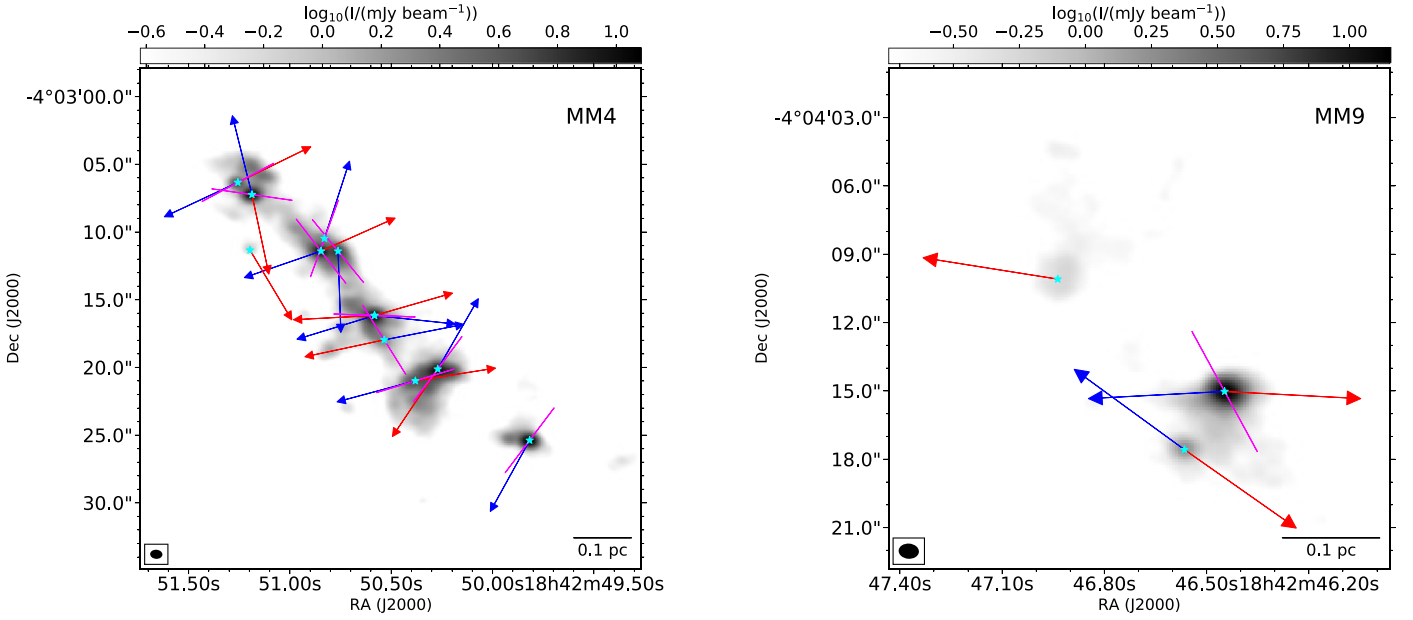 log₁₀(I/(mJy beam⁻¹))
−0.6 −0.4 −0.2 0.0 0.2 0.4 0.6 0.8 1.0
MM4
-4°03'00.0"
05.0"
10.0"
15.0"
20.0"
25.0"
30.0"
Dec (J2000)
0.1 pc
51.50s 51.00s 50.50s 50.00s18h42m49.50s
RA (J2000)
log₁₀(I/(mJy beam⁻¹))
−0.50 −0.25 0.00 0.25 0.50 0.75 1.00
MM9
-4°04'03.0"
06.0"
09.0"
12.0"
15.0"
18.0"
21.0"
Dec (J2000)
0.1 pc
47.40s 47.10s 46.80s 46.50s18h42m46.20s
RA (J2000)